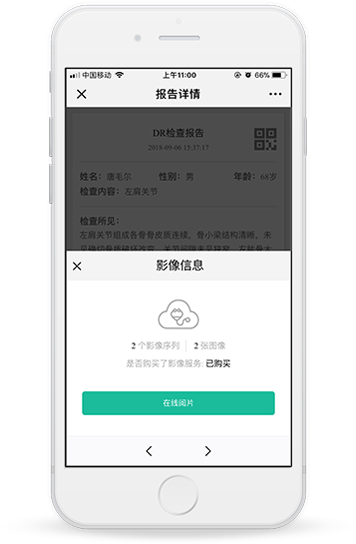 中国移动 上午11:00 66%
报告详情
DR检查报告
2018-09-06 15:37:17
姓名：唐毛尔 性别：男 年龄：68岁
检查内容：左肩关节
检查所见：
左肩关节组成各骨骨皮质连续，骨小梁结构清晰，未
见确切骨质破坏改变，关节间隙未见异常，左肱骨大
影像信息
2 个影像序列 2 张图像
是否购买了影像服务: 已购买
在线阅片